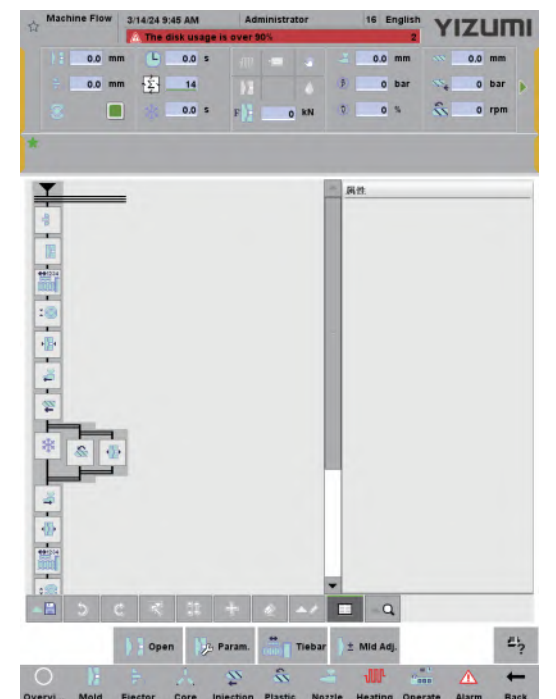 Machine Flow 3/14/24 9:45 AM Administrator 16 English YIZUMI
The disk usage is over 90% 2
0.0 mm 0.0 s 0.0 mm 0.0 mm
0.0 mm 14 0 bar 0 bar
0.0 s F 0 kN 0 % 0 rpm
属性
Open Param. Tiebar ± Mld Adj. ?
Overvi. Mold Ejector Core Injection Plastic Nozzle Heating Operate Alarm Back